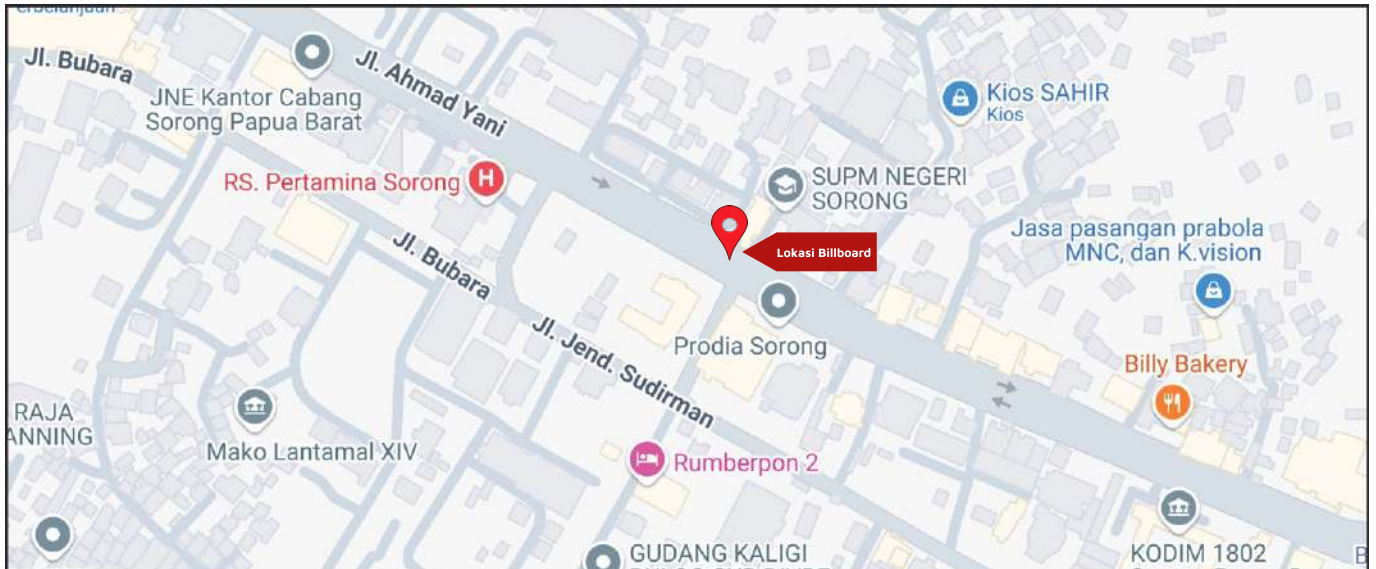 Jl. Bubara
JNE Kantor Cabang
Sorong Papua Barat
Jl. Ahmad Yani
Kios SAHIR
Kios
RS. Pertamina Sorong
SUPM NEGERI
SORONG
Lokasi Billboard
Jasa pasangan prabola
MNC, dan K.vision
Jl. Bubara
Jl. Jend. Sudirman
Prodia Sorong
Billy Bakery
RAJA
ANNING
Mako Lantamal XIV
Rumberpon 2
GUDANG KALIGI
KODIM 1802